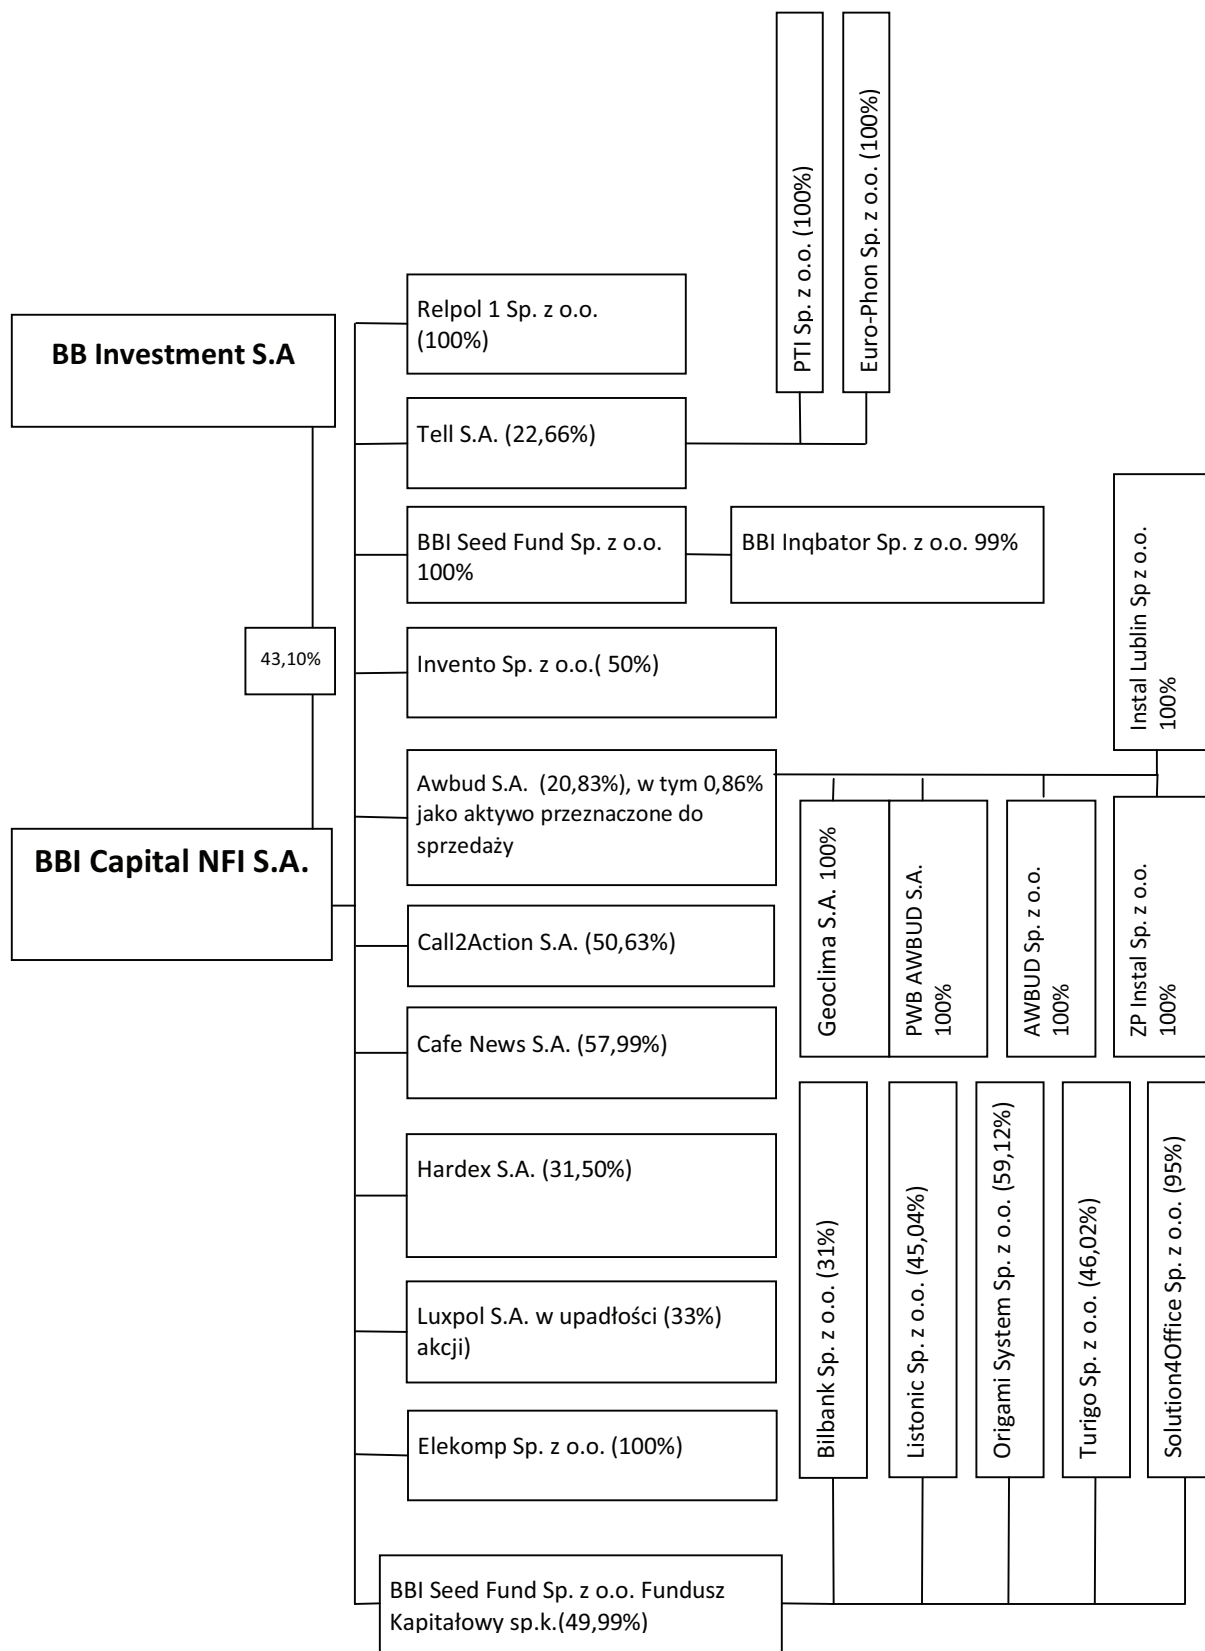 PTI Sp. z o.o. (100%)
Euro-Phon Sp. z o.o. (100%)
Relpol 1 Sp. z o.o.
(100%)
BB Investment S.A
Tell S.A. (22,66%)
BBI Seed Fund Sp. z o.o.
100%
BBI Inqbator Sp. z o.o. 99%
Instal Lublin Sp z o.o.
100%
43,10%
Invento Sp. z o.o.( 50%)
Awbud S.A.  (20,83%), w tym 0,86%
jako aktywo przeznaczone do
sprzedaży
BBI Capital NFI S.A.
Geoclima S.A. 100%
PWB AWBUD S.A.
100%
AWBUD Sp. z o.o.
100%
ZP Instal Sp. z o.o.
100%
Call2Action S.A. (50,63%)
Cafe News S.A. (57,99%)
Hardex S.A. (31,50%)
Luxpol S.A. w upadłości (33%)
akcji)
Elekomp Sp. z o.o. (100%)
Bilbank Sp. z o.o. (31%)
Listonic Sp. z o.o. (45,04%)
Origami System Sp. z o.o. (59,12%)
Turigo Sp. z o.o. (46,02%)
Solution4Office Sp. z o.o. (95%)
BBI Seed Fund Sp. z o.o. Fundusz
Kapitałowy sp.k.(49,99%)